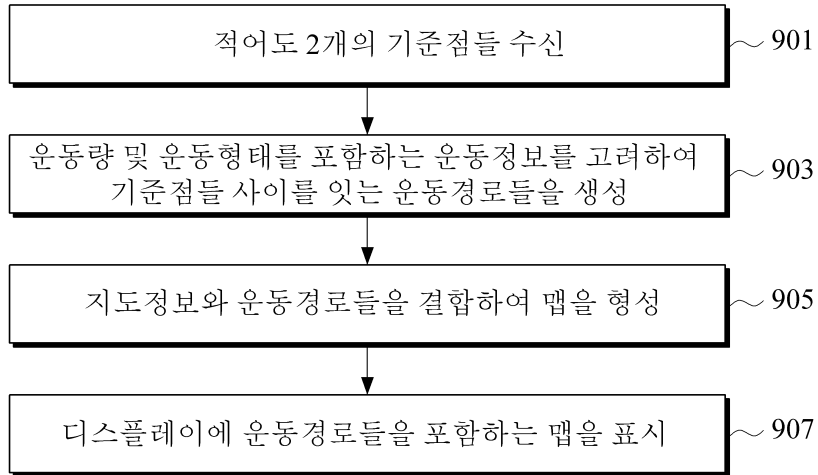 적어도 2개의 기준점들 수신
901
운동량 및 운동형태를 포함하는 운동정보를 고려하여
기준점들 사이를 잇는 운동경로들을 생성
903
지도정보와 운동경로들을 결합하여 맵을 형성
905
디스플레이에 운동경로들을 포함하는 맵을 표시
907